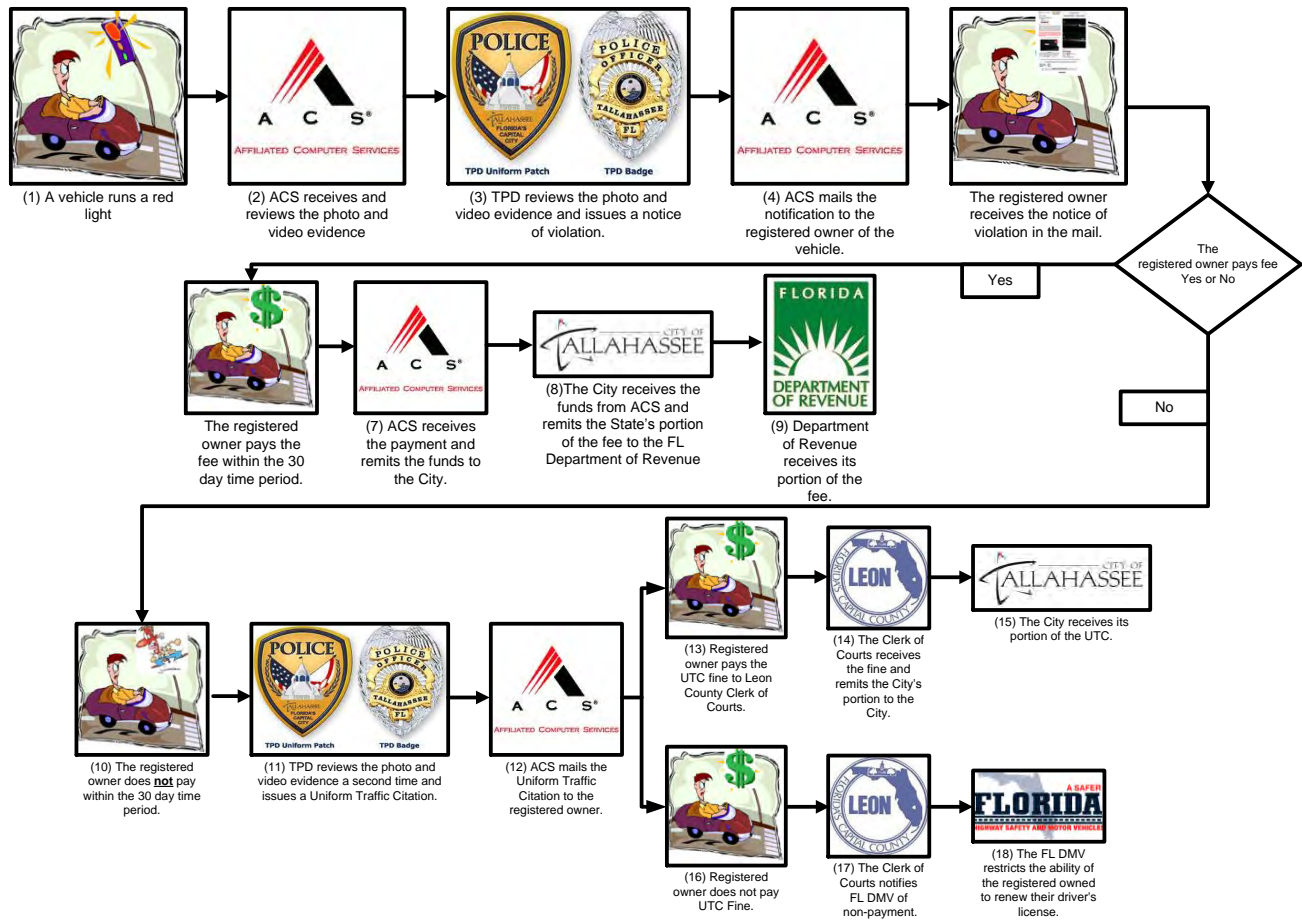 A C S®
AFFILIATED COMPUTER SERVICES
POLICE
TALLAHASSEE
FLORIDA'S
CAPITAL
CITY
TPD Uniform Patch
POLICE
OFFICER
TALLAHASSEE
FL
TPD Badge
A C S®
AFFILIATED COMPUTER SERVICES
(1) A vehicle runs a red
light
(2) ACS receives and
reviews the photo and
video evidence
(3) TPD reviews the photo and
video evidence and issues a notice
of violation.
(4) ACS mails the
notification to the
registered owner of the
vehicle.
The registered owner
receives the notice of
violation in the mail.
The
registered owner pays fee
Yes or No
Yes
No
$
The registered
owner pays the
fee within the 30
day time period.
A C S®
AFFILIATED COMPUTER SERVICES
(7) ACS receives
the payment and
remits the funds to
the City.
CITY OF
TALLAHASSEE
(8)The City receives the
funds from ACS and
remits the State's portion
of the fee to the FL
Department of Revenue
FLORIDA
DEPARTMENT
OF REVENUE
(9) Department
of Revenue
receives its
portion of the
fee.
(10) The registered
owner does not pay
within the 30 day time
period.
POLICE
TALLAHASSEE
FLORIDA'S
CAPITAL
CITY
TPD Uniform Patch
POLICE
OFFICER
TALLAHASSEE
FL
TPD Badge
(11) TPD reviews the photo and
video evidence a second time and
issues a Uniform Traffic Citation.
A C S®
AFFILIATED COMPUTER SERVICES
(12) ACS mails the
Uniform Traffic
Citation to the
registered owner.
$
(13) Registered
owner pays the
UTC fine to Leon
County Clerk of
Courts.
LEON
FLORIDA'S CAPITAL COUNTY
(14) The Clerk of
Courts receives
the fine and
remits the City's
portion to the
City.
CITY OF
TALLAHASSEE
(15) The City receives its
portion of the UTC.
$
(16) Registered
owner does not pay
UTC Fine.
LEON
FLORIDA'S CAPITAL COUNTY
(17) The Clerk of
Courts notifies
FL DMV of
non-payment.
A SAFER
FLORIDA
HIGHWAY SAFETY AND MOTOR VEHICLES
(18) The FL DMV
restricts the ability of
the registered owned
to renew their driver's
license.